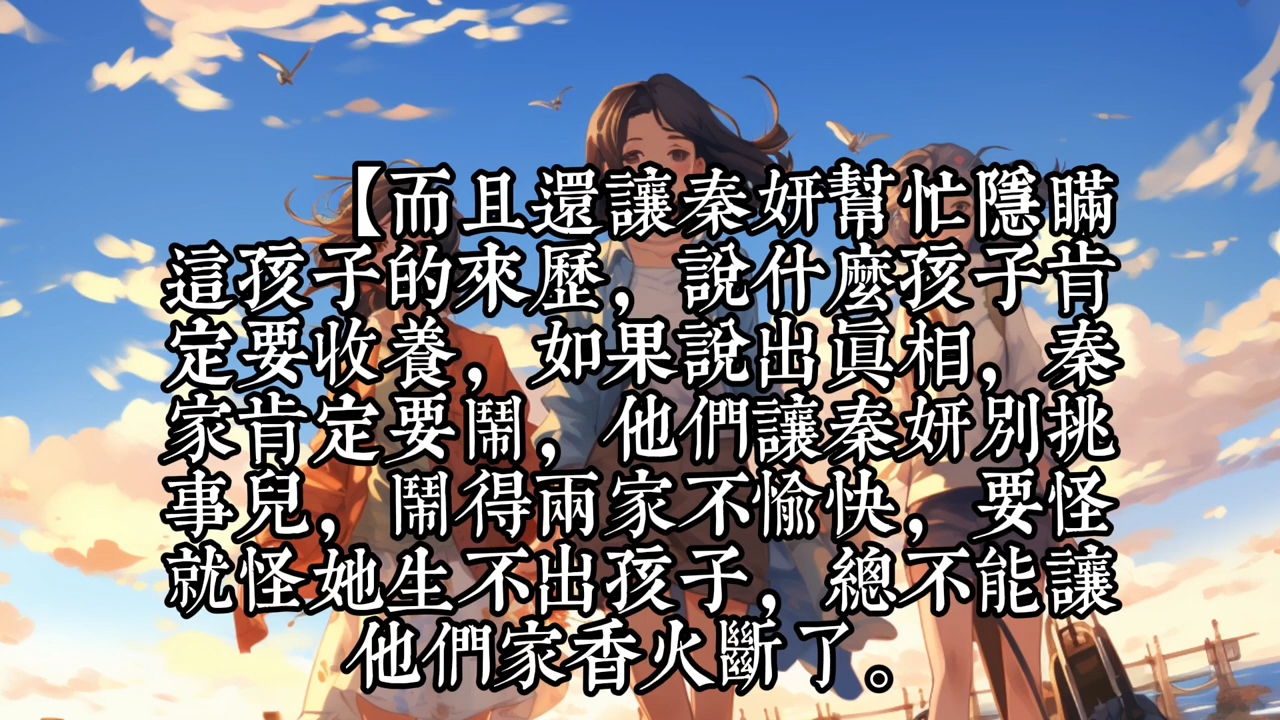 【而且還讓秦妍幫忙隱瞞
這孩子的來歷，說什麼孩子肯
定要收養，如果說出眞相，秦
家肯定要鬧，他們讓秦妍別挑
事兒，鬧得兩家不愉快，要怪
就怪她生不出孩子，總不能讓
他們家香火斷了。